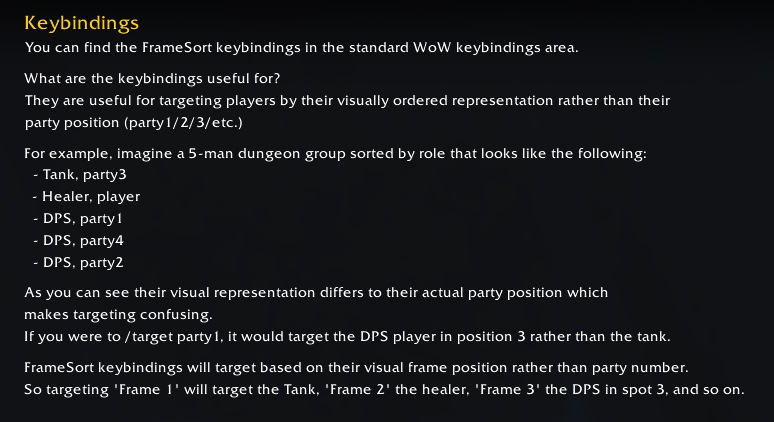 Keybindings
You can find the FrameSort keybindings in the standard WoW keybindings area.
What are the keybindings useful for?
They are useful for targeting players by their visually ordered representation rather than their
party position (party1/2/3/etc.)
For example, imagine a 5-man dungeon group sorted by role that looks like the following:
- Tank, party3
- Healer, player
- DPS, party1
- DPS, party4
- DPS, party2
As you can see their visual representation differs to their actual party position which
makes targeting confusing.
If you were to /target party1, it would target the DPS player in position 3 rather than the tank.
FrameSort keybindings will target based on their visual frame position rather than party number.
So targeting 'Frame 1' will target the Tank, 'Frame 2' the healer, 'Frame 3' the DPS in spot 3, and so on.